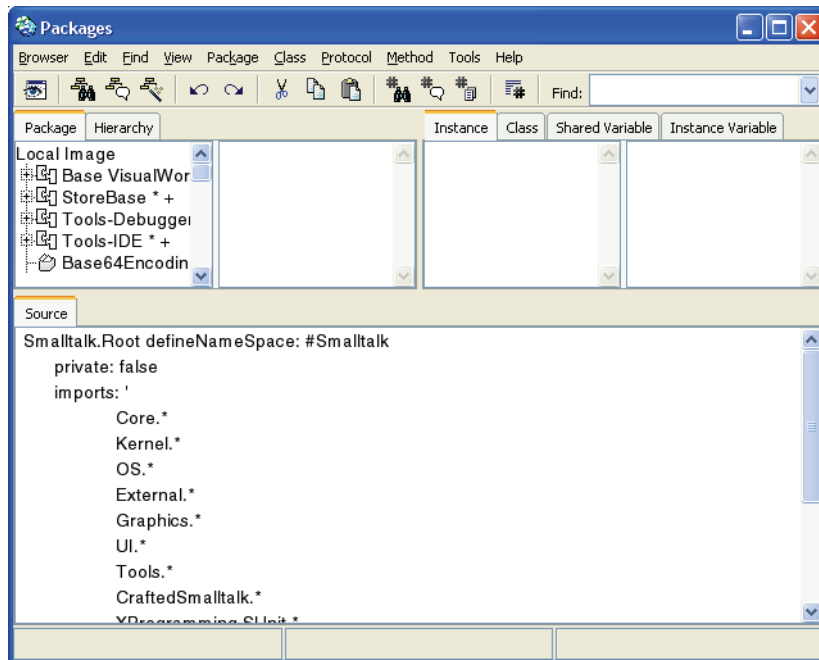 Packages
Browser Edit Find View Package Class Protocol Method Tools Help
Find:
Package Hierarchy Instance Class Shared Variable Instance Variable
Local Image
Base VisualWor
StoreBase * +
Tools-Debugger
Tools-IDE * +
Base64Encodin
Source
Smalltalk.Root defineNameSpace: #Smalltalk
private: false
imports: '
Core.*
Kernel.*
OS.*
External.*
Graphics.*
UI.*
Tools.*
CraftedSmalltalk.*
XProgramming.SUnit.*